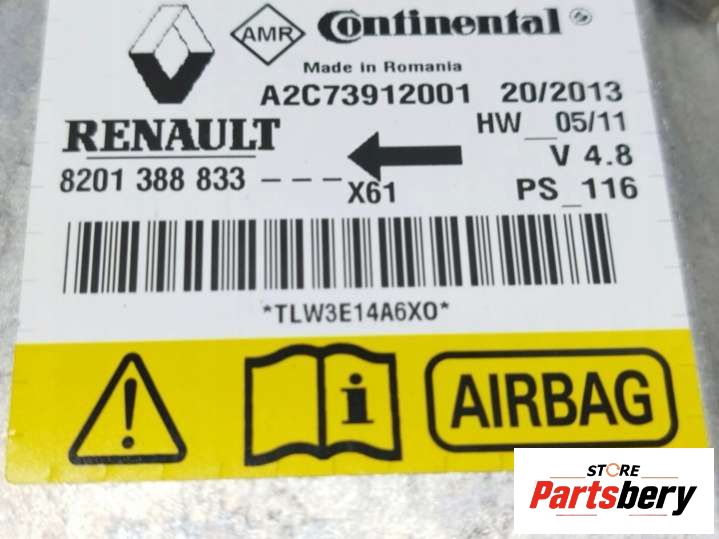 AMR Continental
Made in Romania
A2C73912001 20/2013
RENAULT HW__05/11
V 4.8
8201 388 833 - - - - X61 PS_116
*TLW3E14A6XO*
! i AIRBAG
STORE
Partsbery